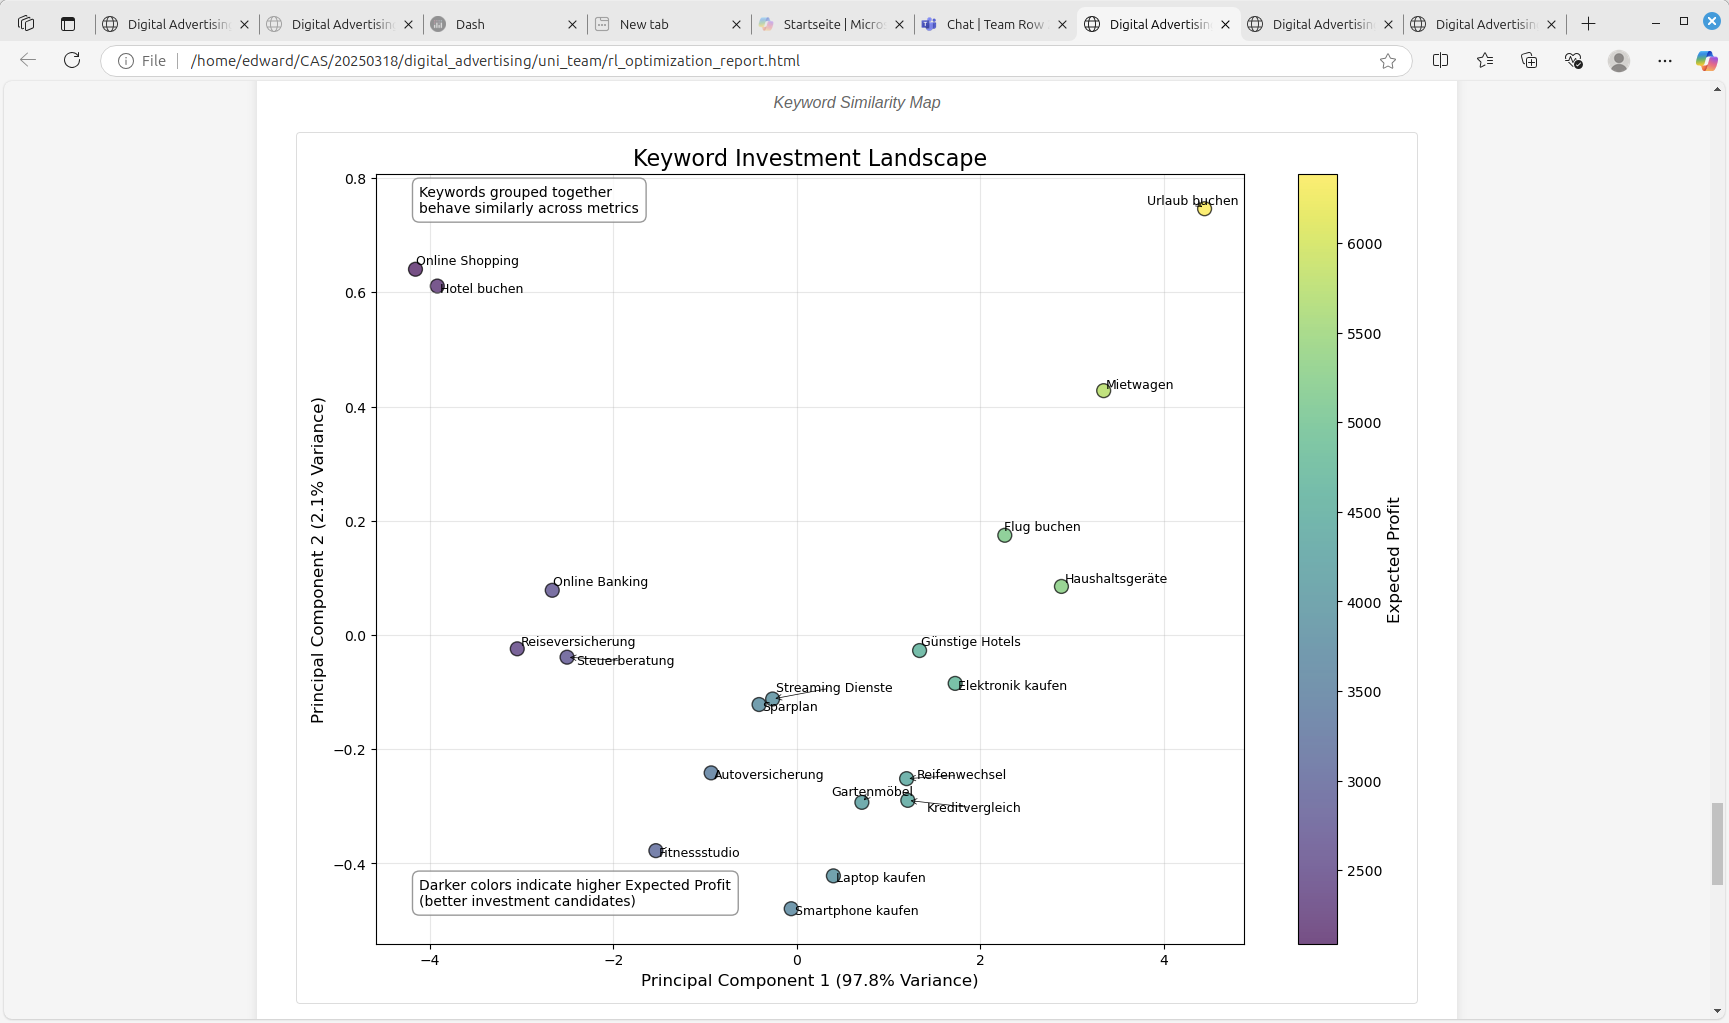 Digital Advertisin
Digital Advertisin
Dash
New tab
Startseite | Micro
Chat | Team Row
Digital Advertisin
Digital Advertisin
Digital Advertisin
File
/home/edward/CAS/20250318/digital_advertising/uni_team/rl_optimization_report.html
Keyword Similarity Map
Keyword Investment Landscape
Keywords grouped together
behave similarly across metrics
Urlaub buchen
Online Shopping
Hotel buchen
Mietwagen
Flug buchen
Haushaltsgeräte
Online Banking
Reiseversicherung
Steuerberatung
Günstige Hotels
Elektronik kaufen
Streaming Dienste
Sparplan
Autoversicherung
Reifenwechsel
Gartenmöbel
Kreditvergleich
Fitnessstudio
Laptop kaufen
Smartphone kaufen
Darker colors indicate higher Expected Profit
(better investment candidates)
0.8
0.6
0.4
0.2
0.0
−0.2
−0.4
Principal Component 2 (2.1% Variance)
−4
−2
0
2
4
Principal Component 1 (97.8% Variance)
6000
5500
5000
4500
4000
3500
3000
2500
Expected Profit